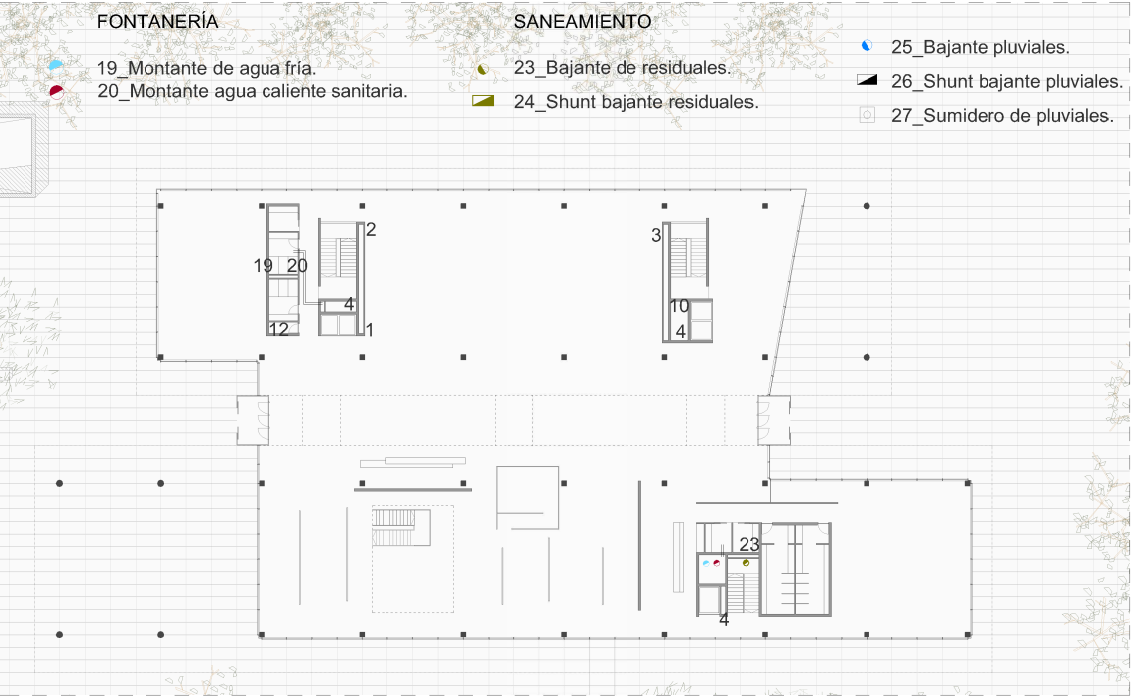 FONTANERÍA
19_Montante de agua fría.
20_Montante agua caliente sanitaria.
SANEAMIENTO
23_Bajante de residuales.
24_Shunt bajante residuales.
25_Bajante pluviales.
26_Shunt bajante pluviales.
27_Sumidero de pluviales.
2
3
19 20
4
10
12
1
4
23
4